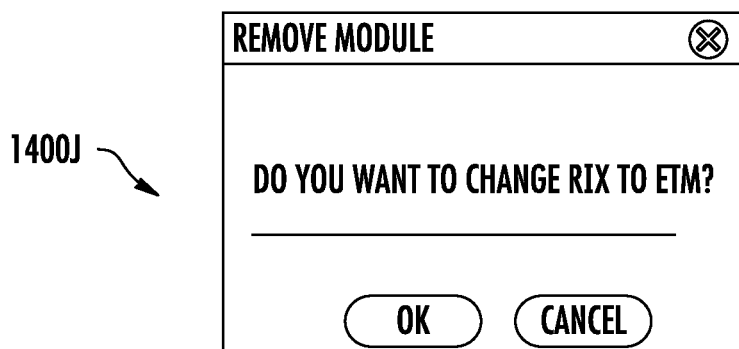 REMOVE MODULE
1400J
DO YOU WANT TO CHANGE RIX TO ETM?
OK CANCEL